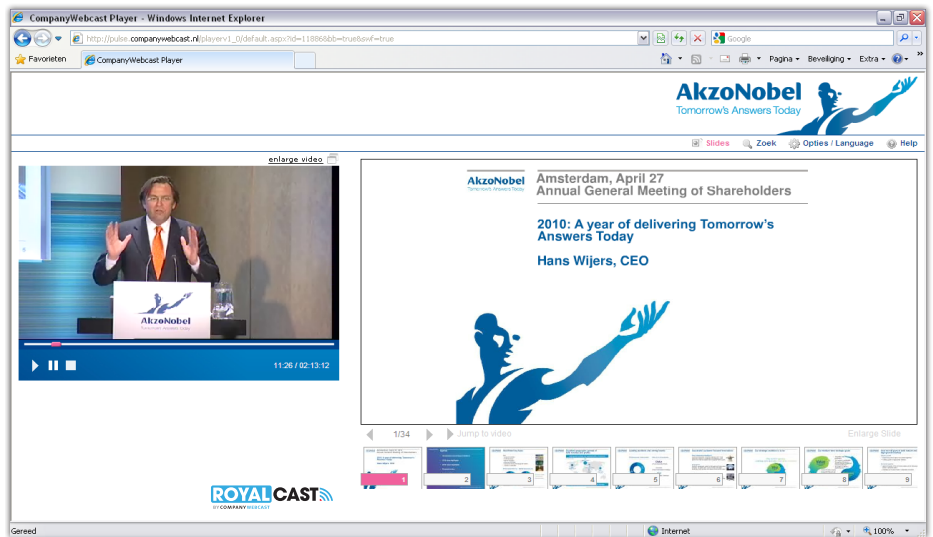 CompanyWebcast Player - Windows Internet Explorer
http://pulse.companywebcast.nl/playerv1_0/default.aspx?id=11886&bb=true&swf=true
Google
Favorieten
CompanyWebcast Player
Pagina
Beveiliging
Extra
AkzoNobel
Tomorrow's Answers Today
Slides
Zoek
Opties / Language
Help
enlarge video
AkzoNobel
Tomorrow's Answers Today
11:26 / 02:13:12
AkzoNobel
Tomorrow's Answers Today
Amsterdam, April 27
Annual General Meeting of Shareholders
2010: A year of delivering Tomorrow's
Answers Today
Hans Wijers, CEO
1/34
Jump to video
Enlarge Slide
1
2
3
4
5
6
7
8
9
ROYALCAST
BY COMPANYWEBCAST
Gereed
Internet
100%